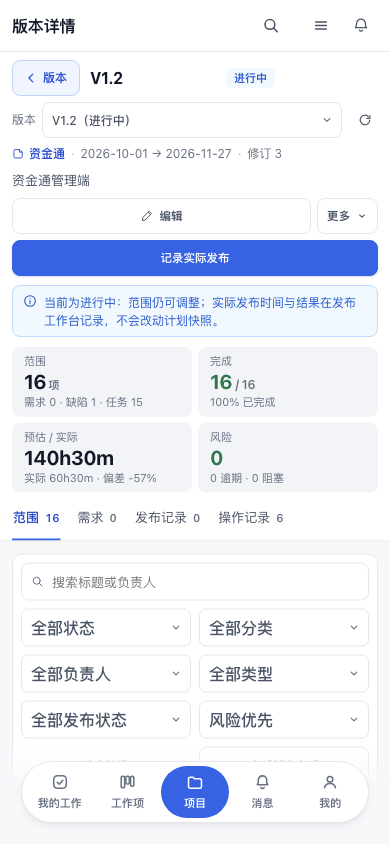 版本详情
版本 V1.2 进行中
版本 V1.2（进行中）
资金通 · 2026-10-01 → 2026-11-27 · 修订 3
资金通管理端
编辑 更多
记录实际发布
当前为进行中：范围仍可调整；实际发布时间与结果在发布
工作台记录，不会改动计划快照。
范围 完成
16 项 16 / 16
需求 0 · 缺陷 1 · 任务 15 100% 已完成
预估 / 实际 风险
140h30m 0
实际 60h30m · 偏差 -57% 0 逾期 · 0 阻塞
范围 16 需求 0 发布记录 0 操作记录 6
搜索标题或负责人
全部状态 全部分类
全部负责人 全部类型
全部发布状态 风险优先
我的工作 工作项 项目 消息 我的